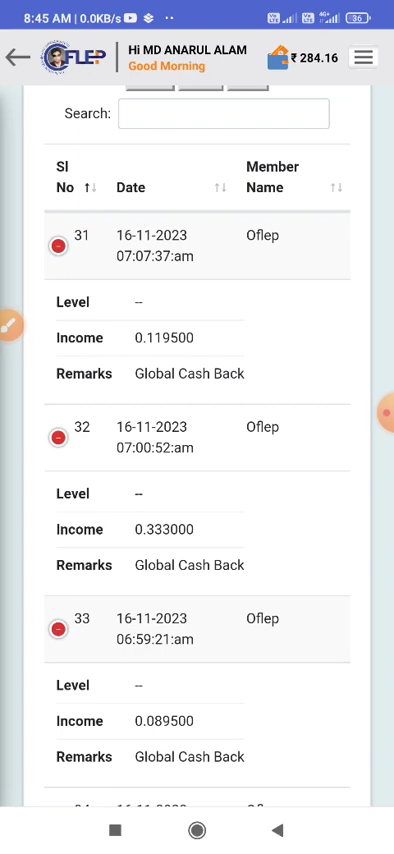 8:45 AM | 0.0KB/s
4G+
36
OFLEP
Hi MD ANARUL ALAM
Good Morning
₹ 284.16
Search:
Sl No
Date
Member Name
31
16-11-2023
07:07:37:am
Oflep
Level --
Income 0.119500
Remarks Global Cash Back
32
16-11-2023
07:00:52:am
Oflep
Level --
Income 0.333000
Remarks Global Cash Back
33
16-11-2023
06:59:21:am
Oflep
Level --
Income 0.089500
Remarks Global Cash Back